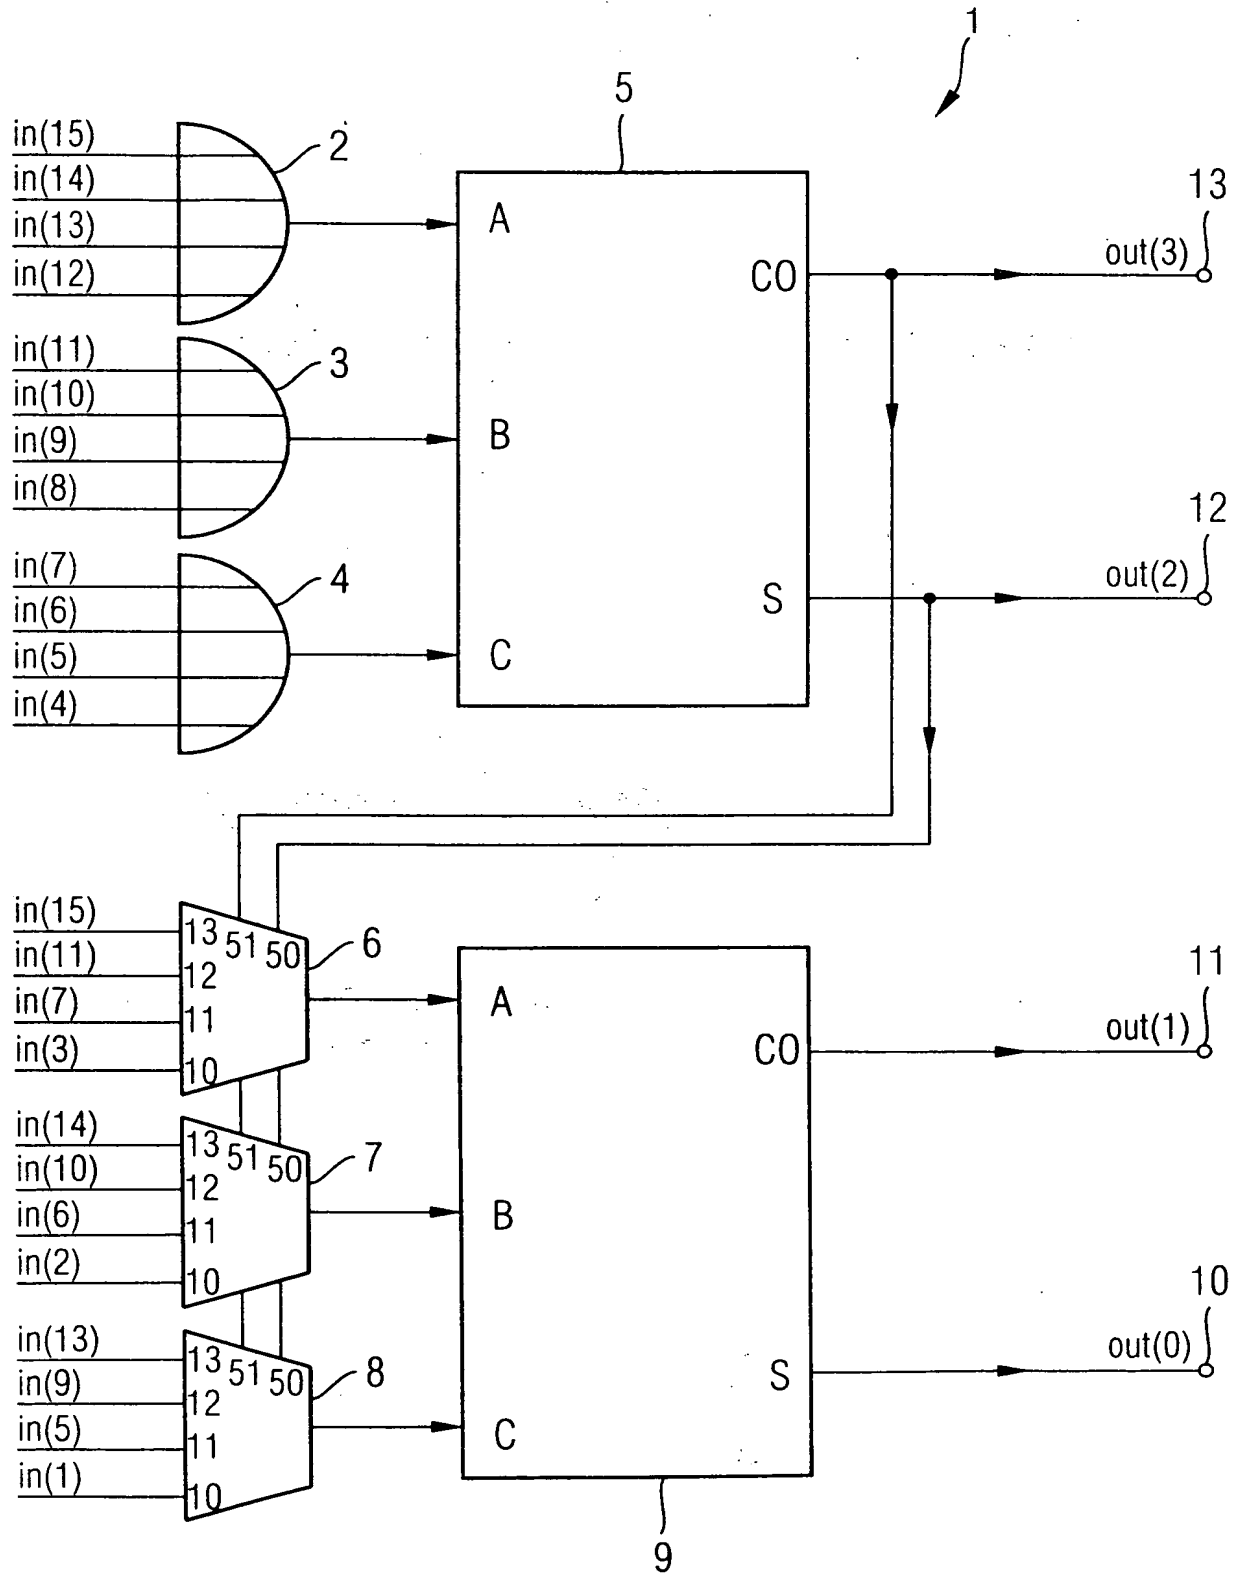 1
5
in(15)
in(14)
in(13)
in(12)
2
A
CO
out(3)
13
in(11)
in(10)
in(9)
in(8)
3
B
in(7)
in(6)
in(5)
in(4)
4
C
S
out(2)
12
in(15)
in(11)
in(7)
in(3)
13
12
11
10
51
50
6
A
CO
out(1)
11
in(14)
in(10)
in(6)
in(2)
13
12
11
10
51
50
7
B
in(13)
in(9)
in(5)
in(1)
13
12
11
10
51
50
8
C
S
out(0)
10
9